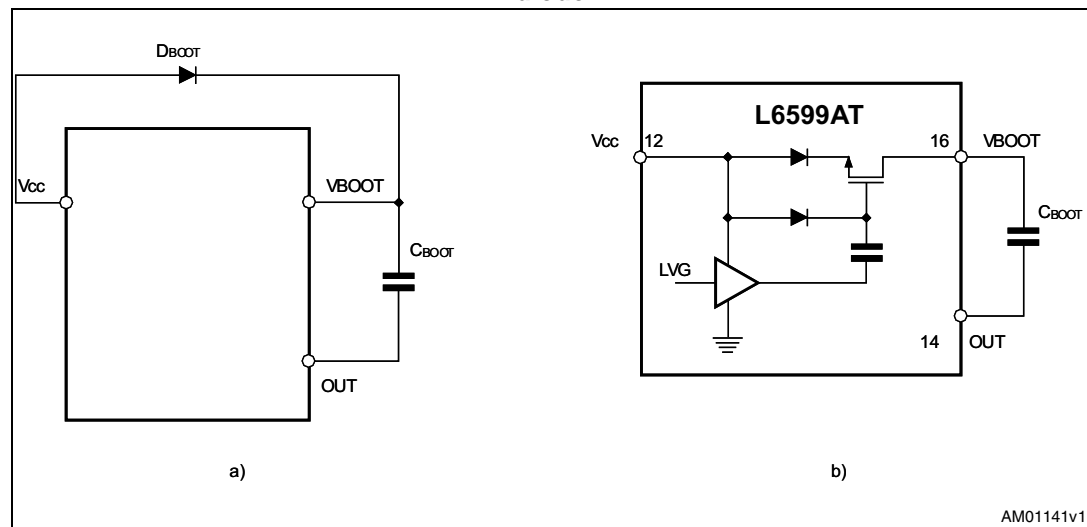 DBOOT
Vcc
VBOOT
CBOOT
OUT
a)
L6599AT
Vcc
12
16
VBOOT
CBOOT
LVG
14
OUT
b)
AM01141v1